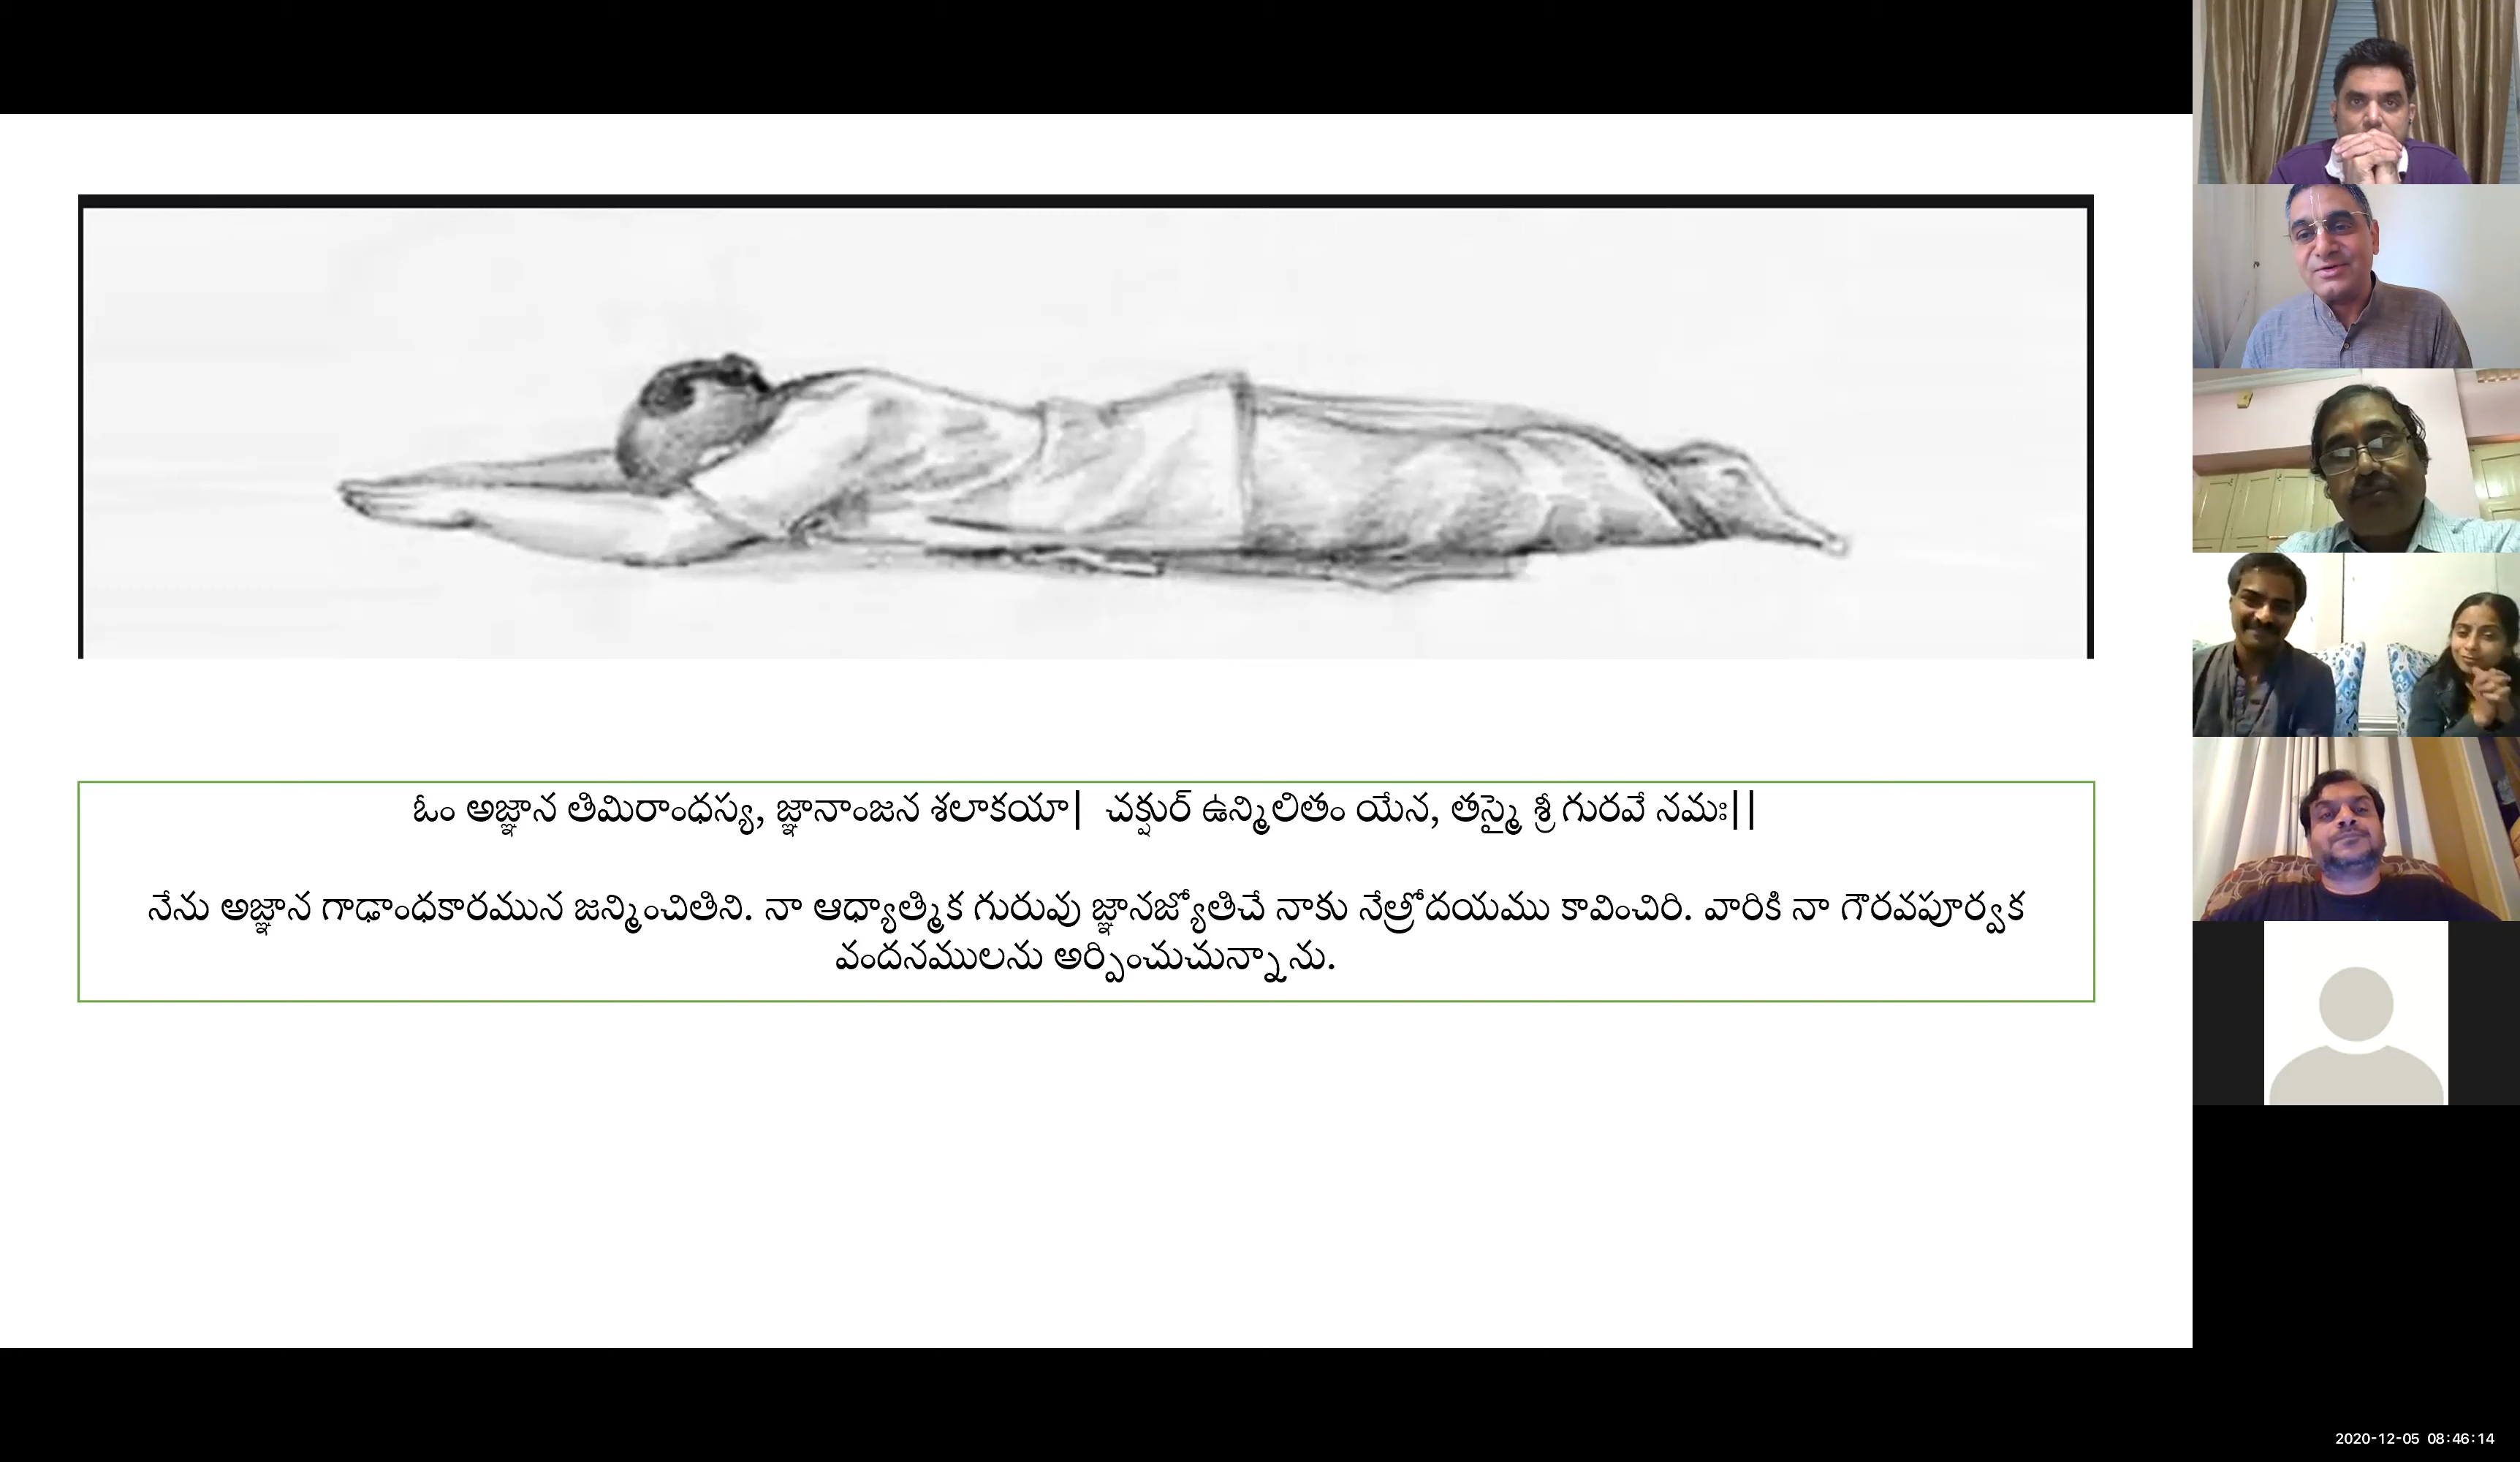 ఓం అజ్ఞాన తిమిరాంధస్య, జ్ఞానాంజన శలాకయా| చక్షుర్ ఉన్మిలితం యేన, తస్మై శ్రీ గురవే నమః||
నేను అజ్ఞాన గాఢాంధకారమున జన్మించితిని. నా ఆధ్యాత్మిక గురువు జ్ఞానజ్యోతిచే నాకు నేత్రోదయము కావించిరి. వారికి నా గౌరవపూర్వక
వందనములను అర్పించుచున్నాను.
2020-12-05 08:46:14